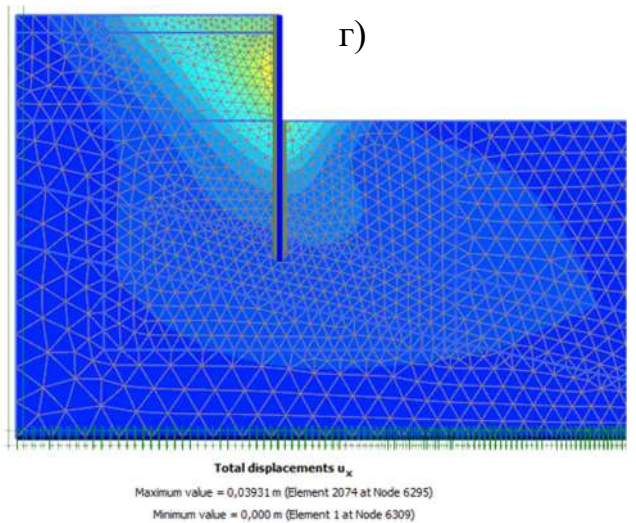 г)
Total displacements uₓ
Maximum value = 0,03931 m (Element 2074 at Node 6295)
Minimum value = 0,000 m (Element 1 at Node 6309)